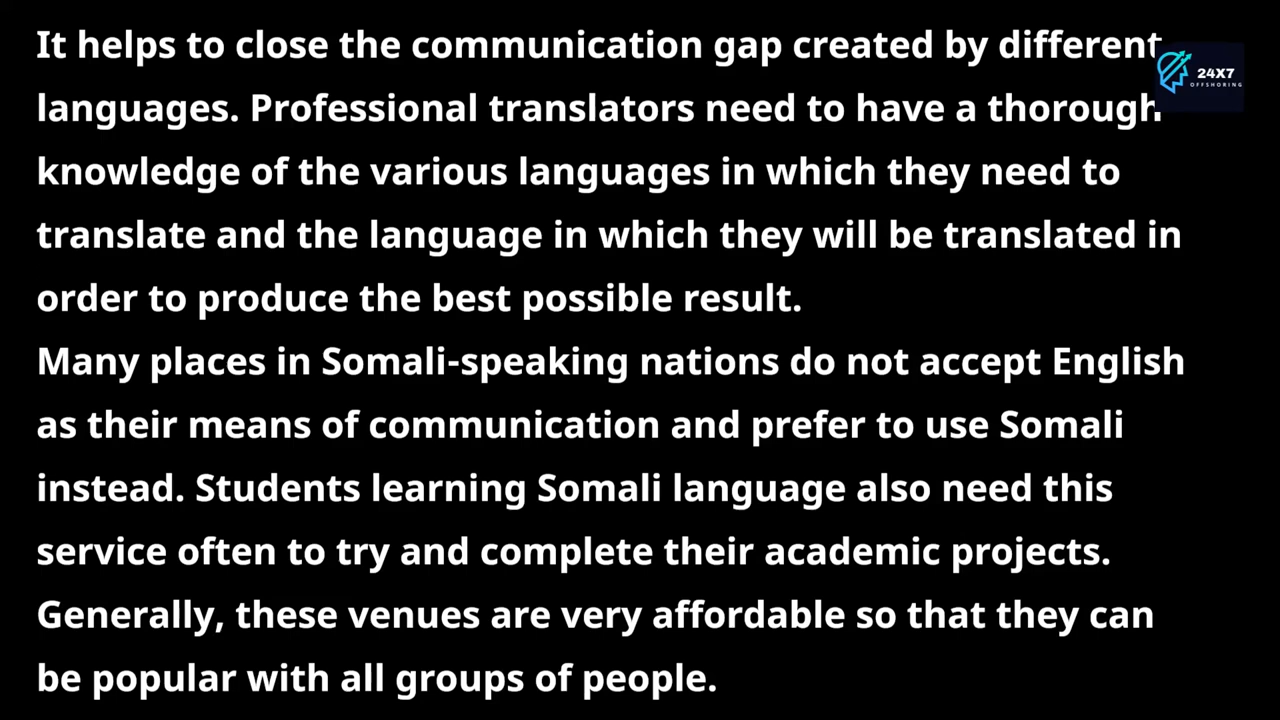 It helps to close the communication gap created by different
languages. Professional translators need to have a thorough
knowledge of the various languages in which they need to
translate and the language in which they will be translated in
order to produce the best possible result.
Many places in Somali-speaking nations do not accept English
as their means of communication and prefer to use Somali
instead. Students learning Somali language also need this
service often to try and complete their academic projects.
Generally, these venues are very affordable so that they can
be popular with all groups of people.
24X7
OFFSHORING